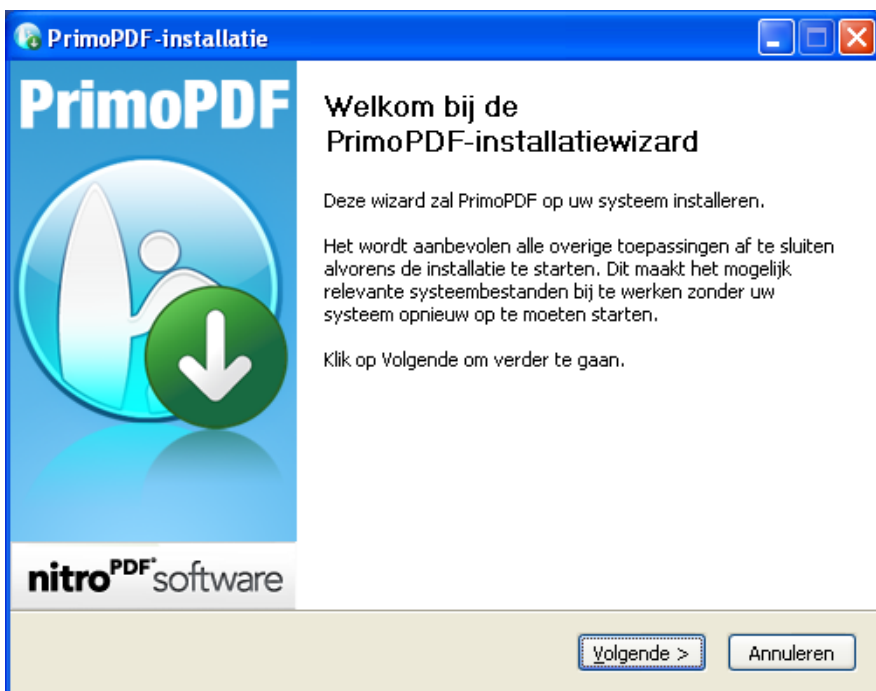 PrimoPDF-installatie
PrimoPDF
Welkom bij de
PrimoPDF-installatiewizard
Deze wizard zal PrimoPDF op uw systeem installeren.
Het wordt aanbevolen alle overige toepassingen af te sluiten
alvorens de installatie te starten. Dit maakt het mogelijk
relevante systeembestanden bij te werken zonder uw
systeem opnieuw op te moeten starten.
Klik op Volgende om verder te gaan.
nitroPDF® software
Volgende >
Annuleren